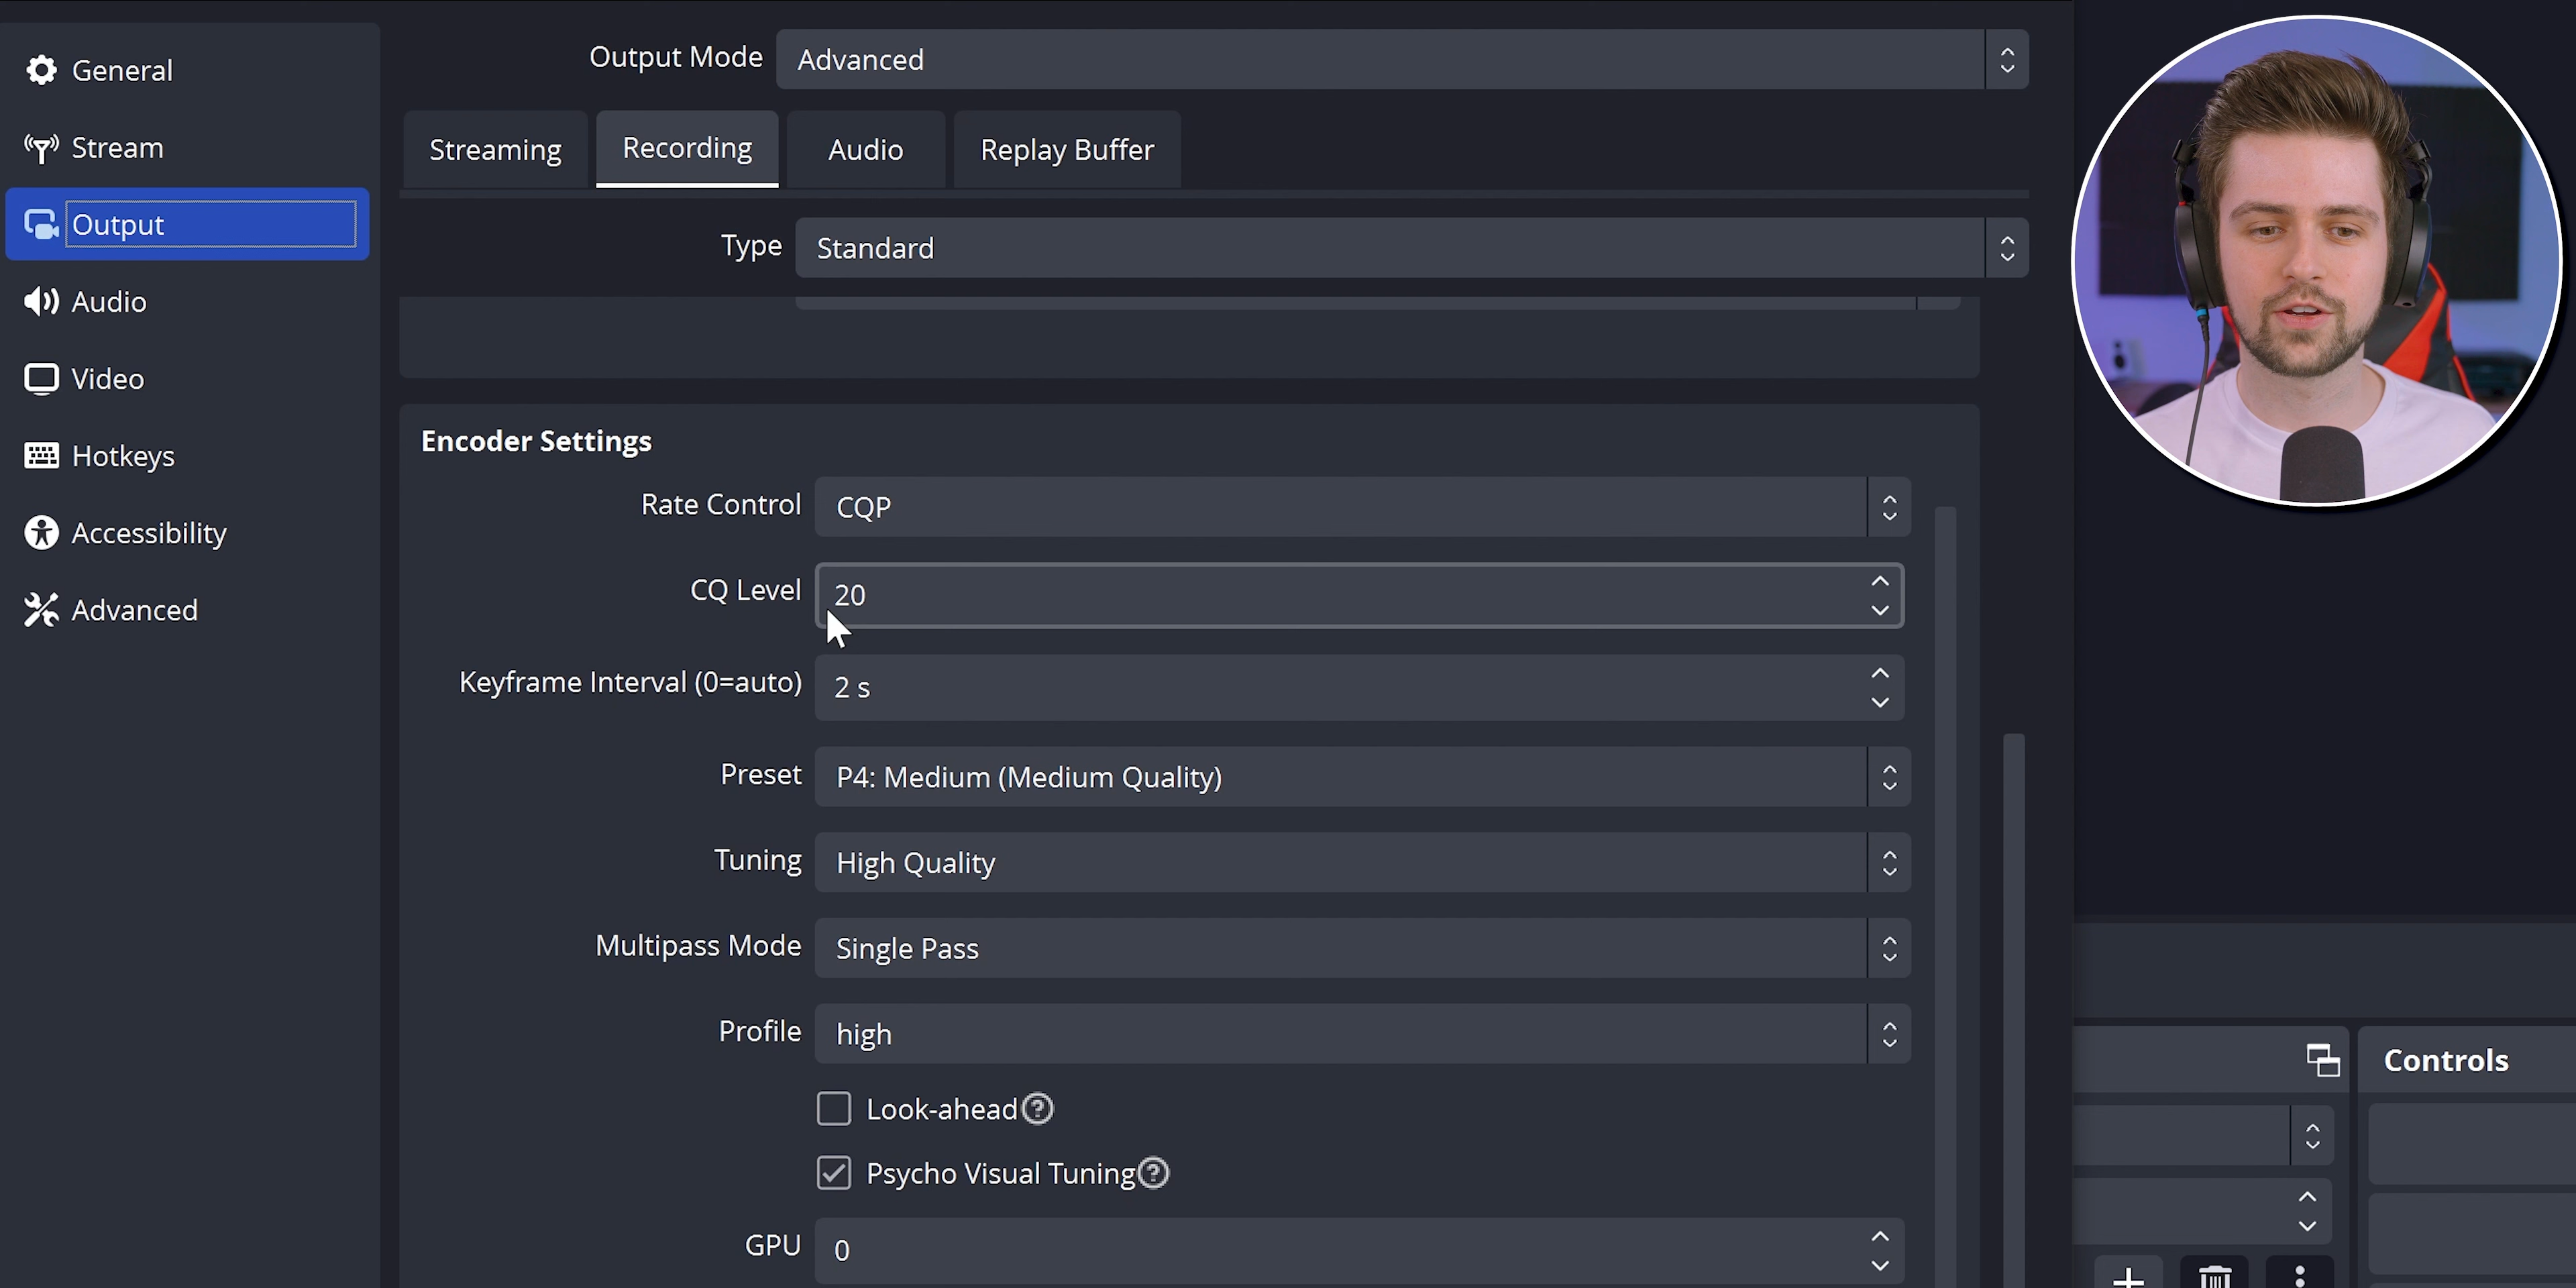 General
Stream
Output
Audio
Video
Hotkeys
Accessibility
Advanced
Output Mode Advanced
Streaming Recording Audio Replay Buffer
Type Standard
Encoder Settings
Rate Control CQP
CQ Level 20
Keyframe Interval (0=auto) 2 s
Preset P4: Medium (Medium Quality)
Tuning High Quality
Multipass Mode Single Pass
Profile high
Look-ahead ?
Psycho Visual Tuning ?
GPU 0
Controls